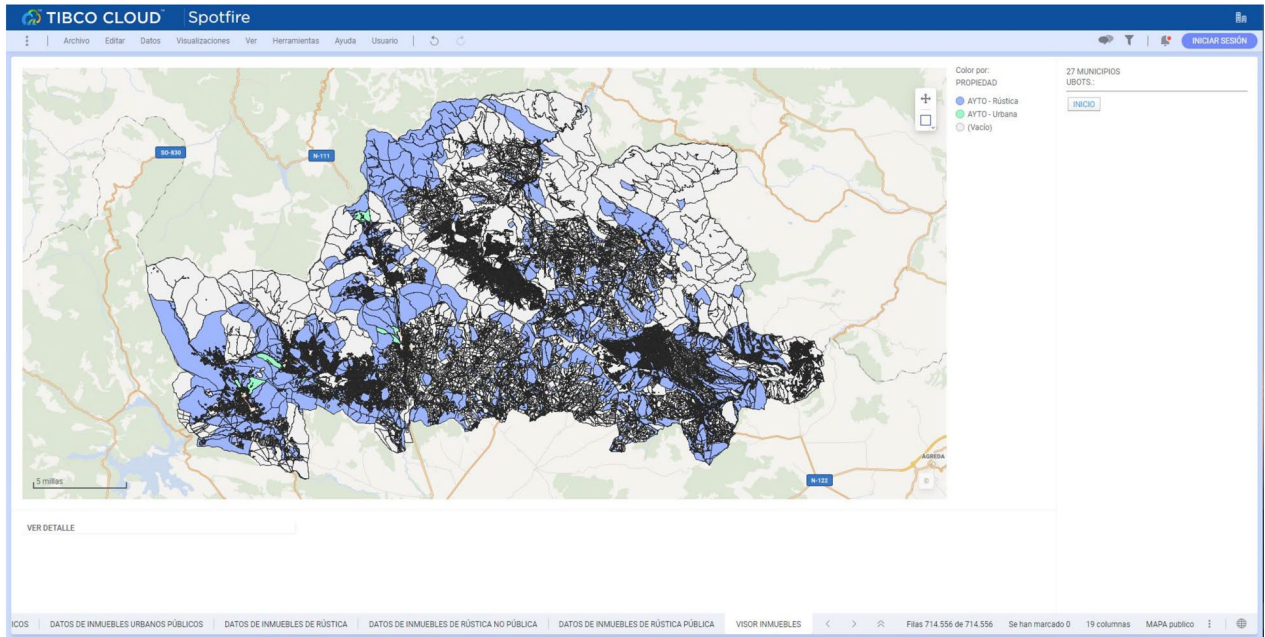 TIBCO CLOUD™ Spotfire
Archivo Editar Datos Visualizaciones Ver Herramientas Ayuda Usuario
INICIAR SESIÓN
Color por:
PROPIEDAD
AYTO - Rústica
AYTO - Urbana
(Vacío)
27 MUNICIPIOS
UBOTS.:
INICIO
SO-830
N-111
AGREDA
N-122
5 millas
VER DETALLE
ICOS DATOS DE INMUEBLES URBANOS PÚBLICOS DATOS DE INMUEBLES DE RÚSTICA DATOS DE INMUEBLES DE RÚSTICA NO PÚBLICA DATOS DE INMUEBLES DE RÚSTICA PÚBLICA VISOR INMUEBLES Filas 714.556 de 714.556 Se han marcado 0 19 columnas MAPA publico